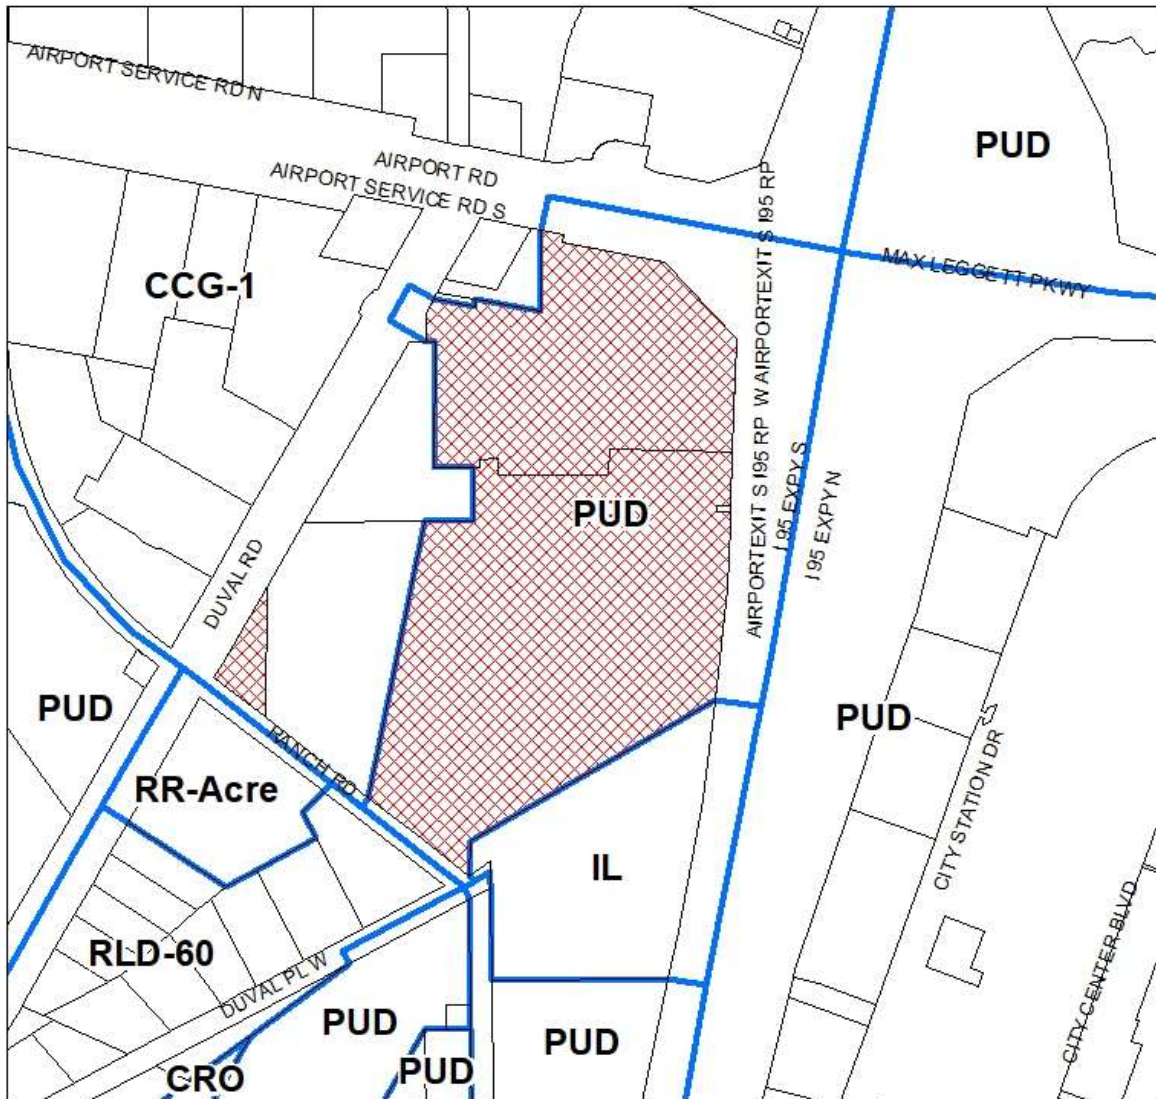 AIRPORT SERVICE RD N
PUD
AIRPORT RD
AIRPORT SERVICE RD S
AIRPORTEXIT S I95 RP W AIRPORTEXIT S I95 RP
MAX LEGGETT PKWY
CCG-1
PUD
I 95 EXPY S
I 95 EXPY N
DUVAL RD
PUD
PUD
RANCH RD
RR-Acre
CITY STATION DR
IL
CITY CENTER BLVD
RLD-60
DUVAL PL W
PUD
PUD
PUD
CRO